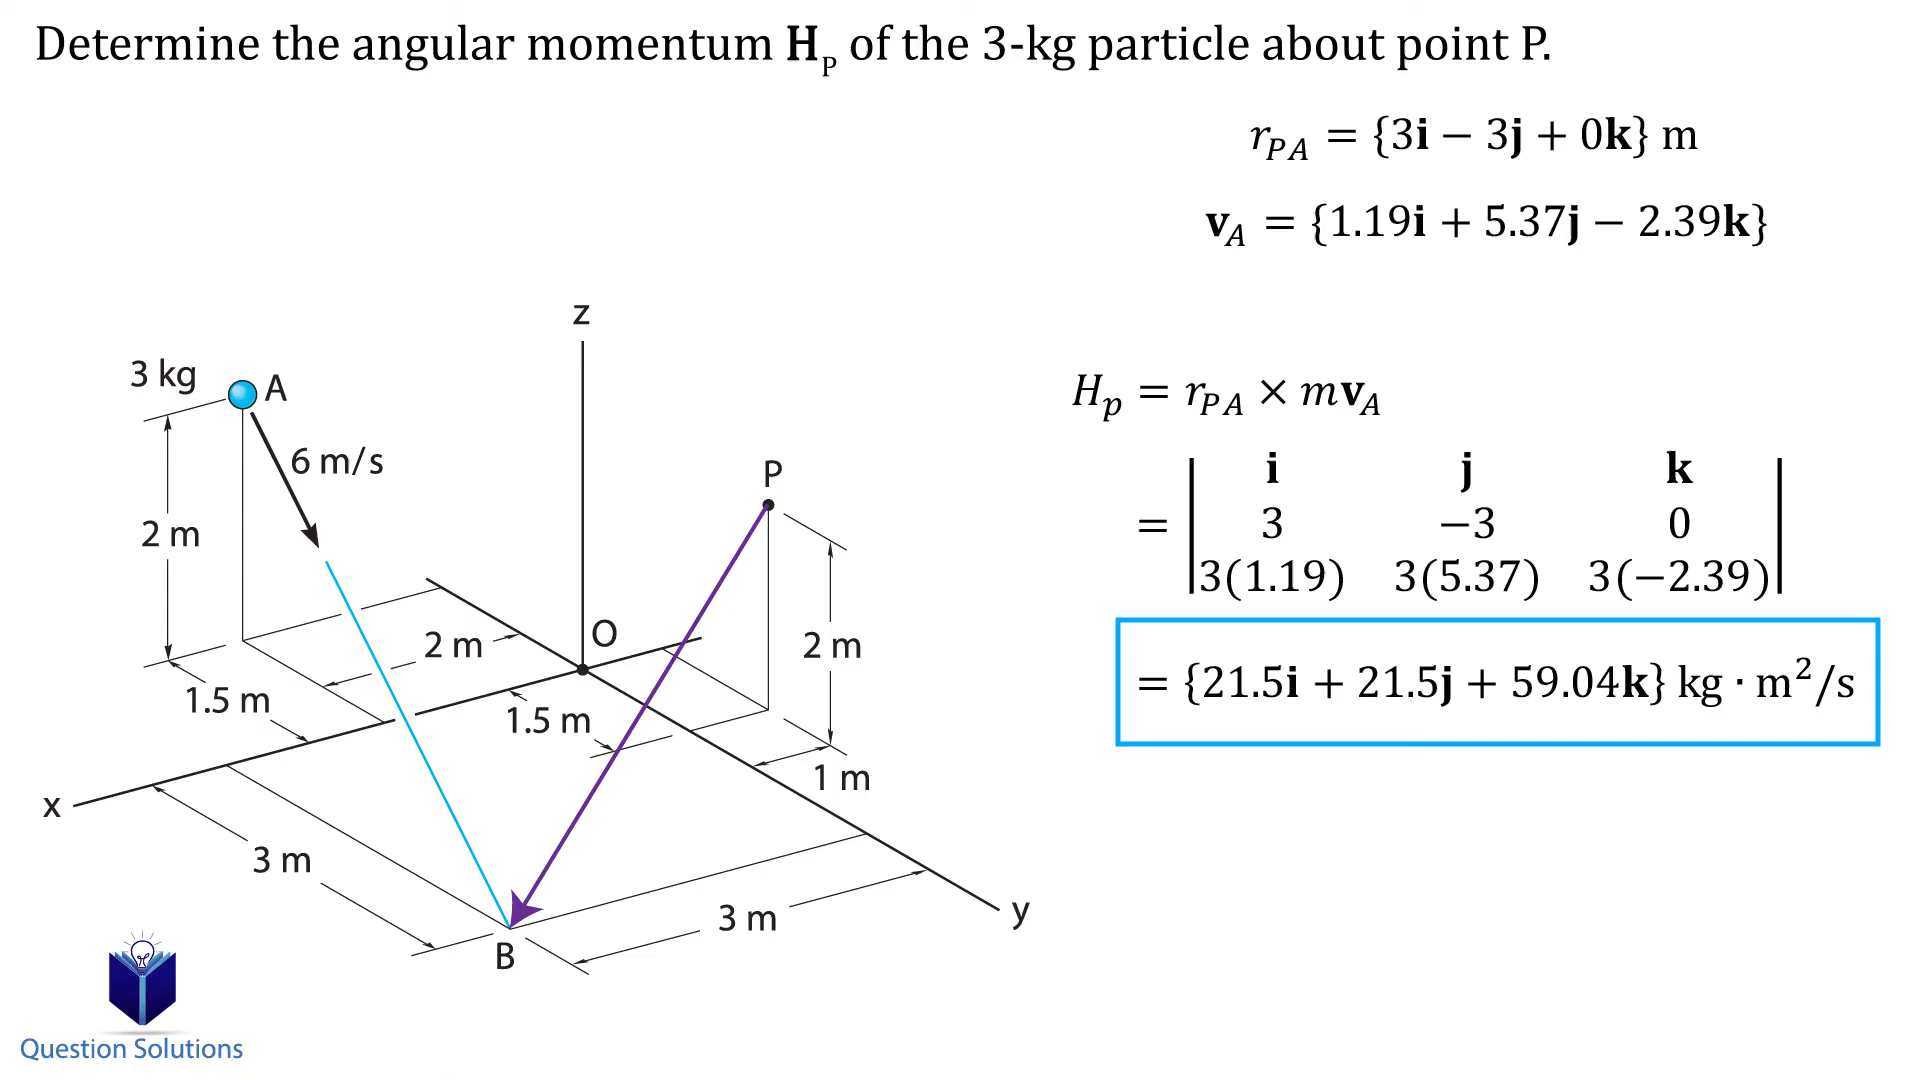 Determine the angular momentum H_P of the 3-kg particle about point P.
r_PA = {3i − 3j + 0k} m
v_A = {1.19i + 5.37j − 2.39k}
z
3 kg
A
6 m/s
P
H_p = r_PA × mv_A
i j k
= 3 −3 0
3(1.19) 3(5.37) 3(−2.39)
= {21.5i + 21.5j + 59.04k} kg · m²/s
2 m
O
2 m
2 m
1.5 m
1.5 m
1 m
x
3 m
3 m
y
B
Question Solutions